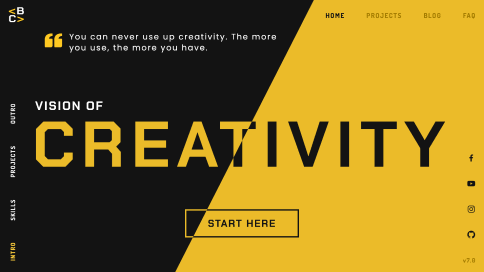 <B
C>
HOME PROJECTS BLOG FAQ
You can never use up creativity. The more
you use, the more you have.
VISION OF
CREATIVITY
START HERE
OUTRO
PROJECTS
SKILLS
INTRO
v7.0